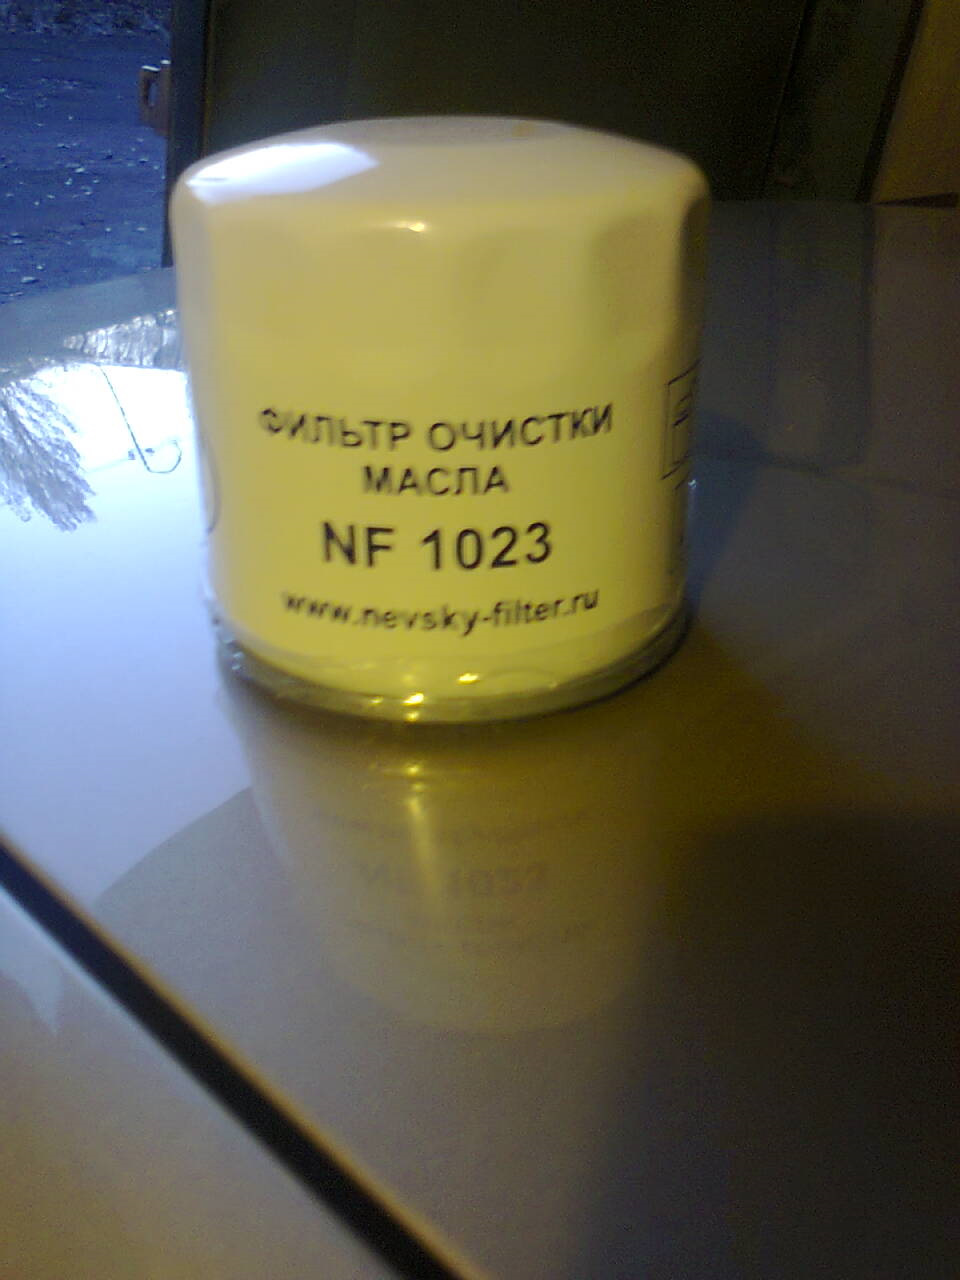 ФИЛЬТР ОЧИСТКИ
МАСЛА
NF 1023
www.nevsky-filter.ru